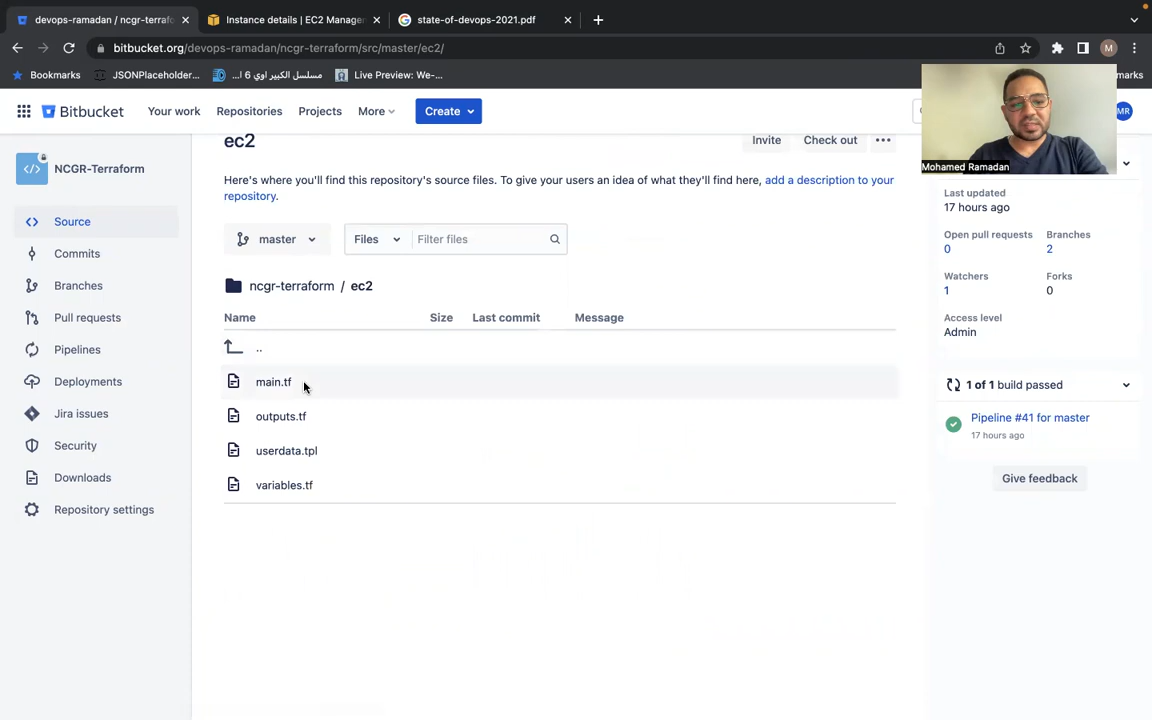 devops-ramadan / ncgr-terrafo
Instance details | EC2 Manage
state-of-devops-2021.pdf
bitbucket.org/devops-ramadan/ncgr-terraform/src/master/ec2/
M
Bookmarks
JSONPlaceholder...
مسلسل الكبير اوي 6 ا...
Live Preview: We-...
marks
Bitbucket
Your work
Repositories
Projects
More
Create
MR
Mohamed Ramadan
NCGR-Terraform
Source
Commits
Branches
Pull requests
Pipelines
Deployments
Jira issues
Security
Downloads
Repository settings
ec2
Invite
Check out
Here's where you'll find this repository's source files. To give your users an idea of what they'll find here, add a description to your
repository.
master
Files
Filter files
ncgr-terraform / ec2
Name Size Last commit Message
..
main.tf
outputs.tf
userdata.tpl
variables.tf
Last updated
17 hours ago
Open pull requests Branches
0 2
Watchers Forks
1 0
Access level
Admin
1 of 1 build passed
Pipeline #41 for master
17 hours ago
Give feedback